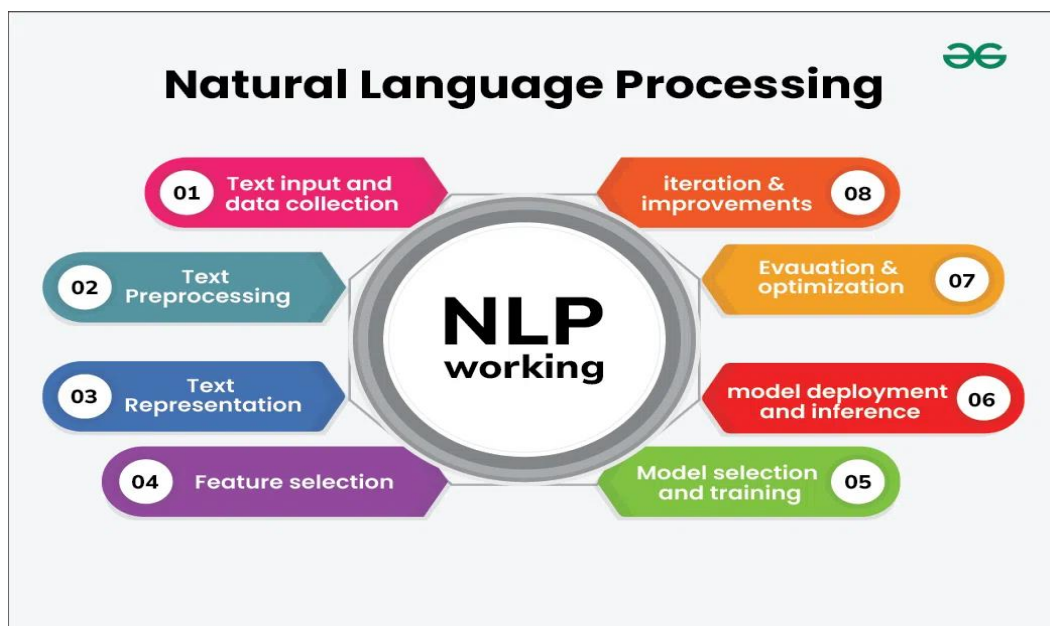 Natural Language Processing
01
Text input and
data collection
02
Text
Preprocessing
03
Text
Representation
04
Feature selection
NLP
working
iteration &
improvements
08
Evauation &
optimization
07
model deployment
and inference
06
Model selection
and training
05